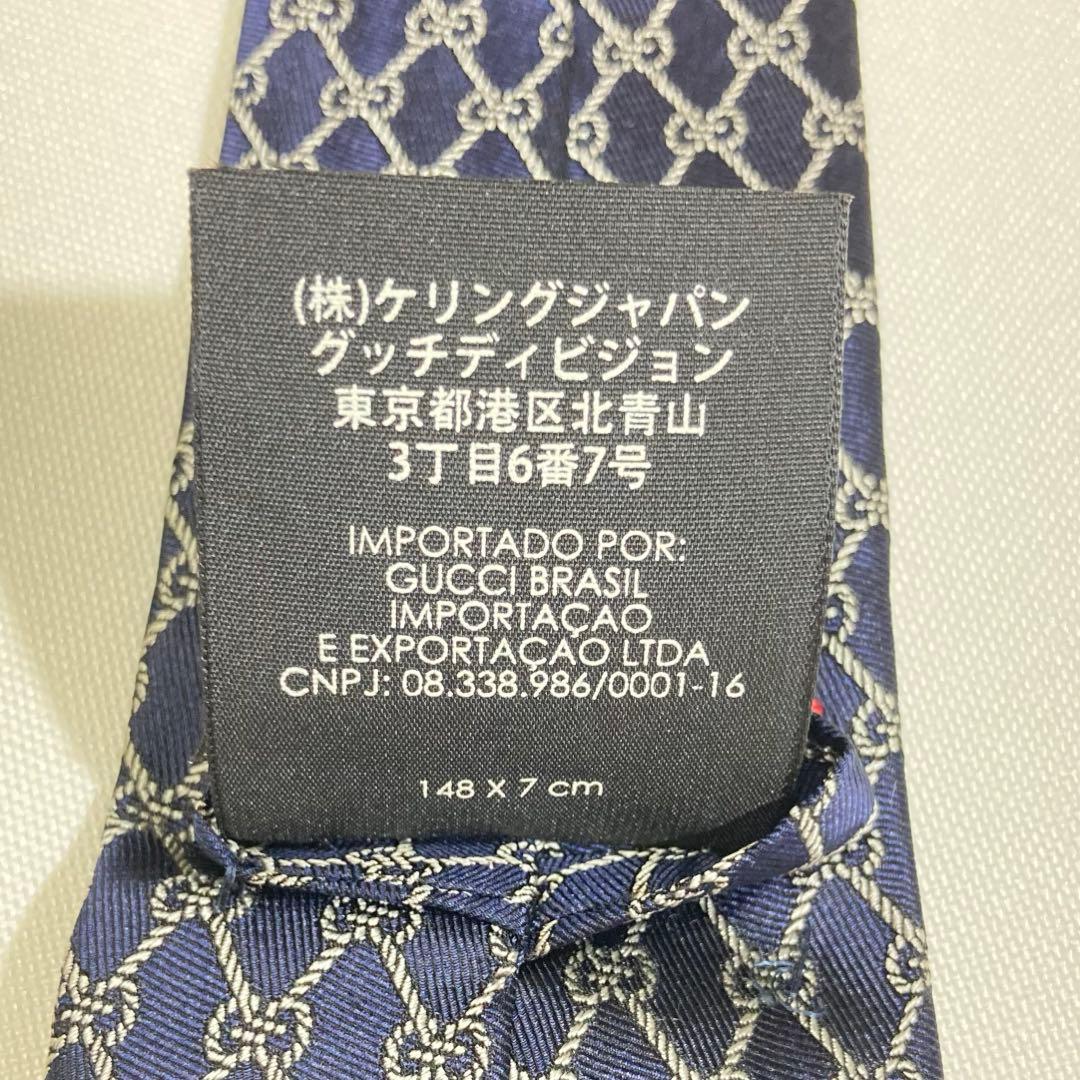 (株)ケリングジャパン
グッチディビジョン
東京都港区北青山
3丁目6番7号
IMPORTADO POR:
GUCCI BRASIL
IMPORTAÇAO
E EXPORTAÇAO LTDA
CNPJ: 08.338.986/0001-16
148 X 7 cm